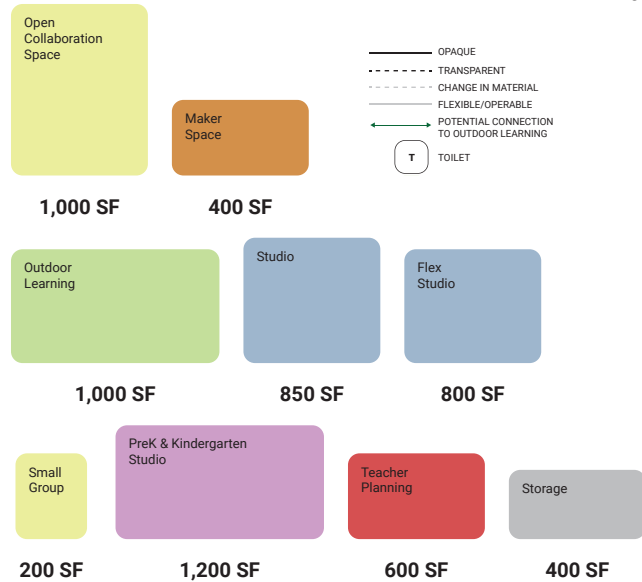 Open
Collaboration
Space
Maker
Space
OPAQUE
TRANSPARENT
CHANGE IN MATERIAL
FLEXIBLE/OPERABLE
POTENTIAL CONNECTION
TO OUTDOOR LEARNING
T
TOILET
1,000 SF
400 SF
Outdoor
Learning
Studio
Flex
Studio
1,000 SF
850 SF
800 SF
Small
Group
PreK & Kindergarten
Studio
Teacher
Planning
Storage
200 SF
1,200 SF
600 SF
400 SF